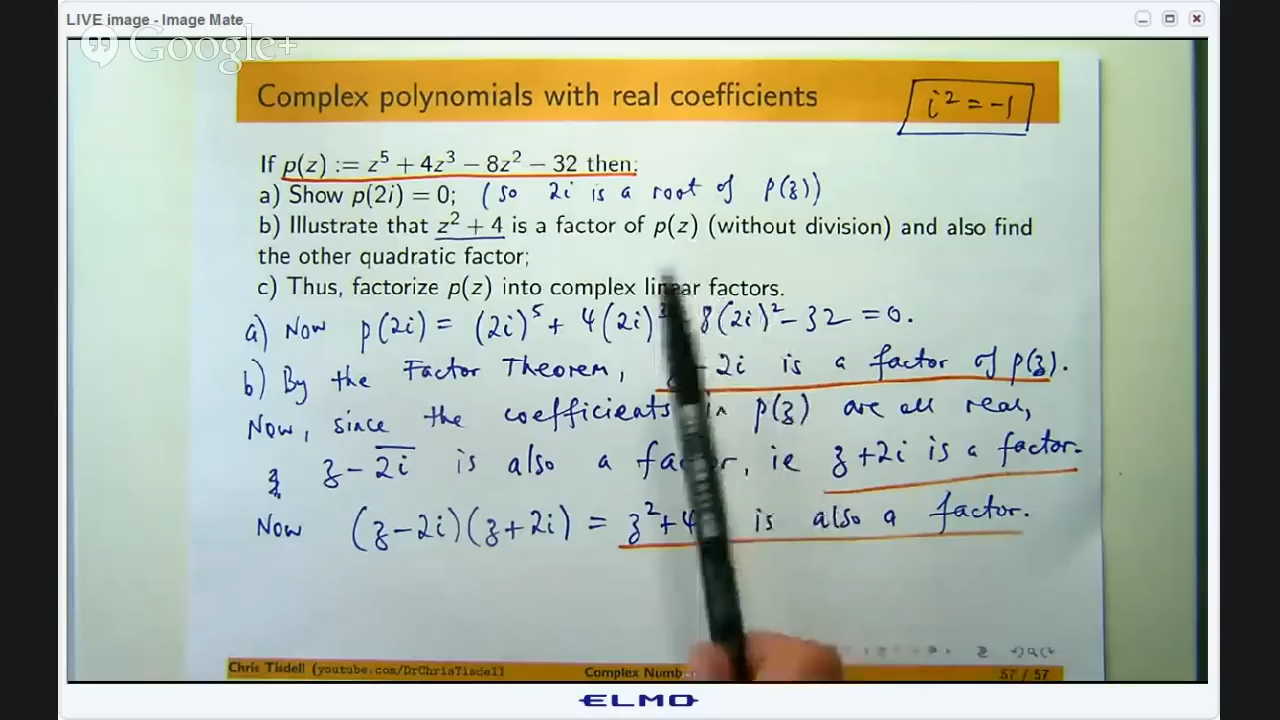 LIVE image - Image Mate
Google+
Complex polynomials with real coefficients
i² = -1
If p(z) := z⁵ + 4z³ − 8z² − 32 then:
a) Show p(2i) = 0; (so 2i is a root of p(z))
b) Illustrate that z² + 4 is a factor of p(z) (without division) and also find
the other quadratic factor;
c) Thus, factorize p(z) into complex linear factors.
a) Now p(2i) = (2i)⁵ + 4(2i)³ 8(2i)² - 32 = 0.
b) By the Factor Theorem, - 2i is a factor of p(z).
Now, since the coefficients in p(z) are all real,
z - 2i̅ is also a factor, ie z + 2i is a factor.
Now (z - 2i)(z + 2i) = z² + 4 is also a factor.
Chris Tisdell (youtube.com/DrChrisTisdell) Complex Numb 57 / 57
ELMO